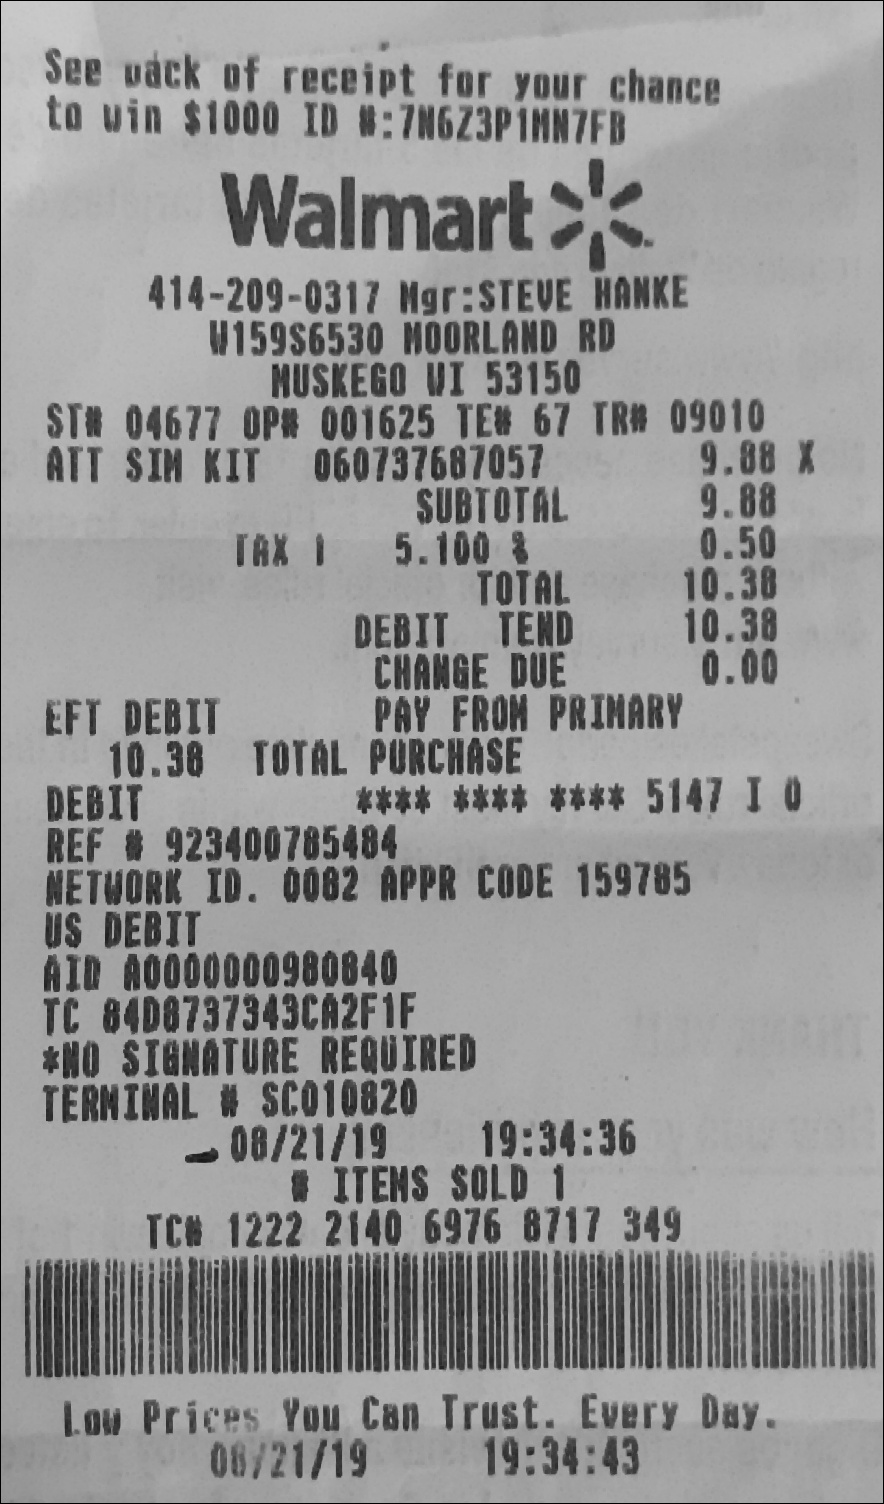 See back of receipt for your chance
to win $1000 ID #:7N6Z3P1MN7FB
Walmart
414-209-0317 Mgr:STEVE HANKE
W159S6530 MOORLAND RD
MUSKEGO WI 53150
ST# 04677 OP# 001625 TE# 67 TR# 09010
ATT SIM KIT 060737687057 9.88 X
SUBTOTAL 9.88
TAX 1 5.100 % 0.50
TOTAL 10.38
DEBIT TEND 10.38
CHANGE DUE 0.00
EFT DEBIT PAY FROM PRIMARY
10.38 TOTAL PURCHASE
DEBIT **** **** **** 5147 I 0
REF # 923400785484
NETWORK ID. 0082 APPR CODE 159785
US DEBIT
AID A0000000980840
TC 84D8737343CA2F1F
*NO SIGNATURE REQUIRED
TERMINAL # SC010820
08/21/19 19:34:36
# ITEMS SOLD 1
TC# 1222 2140 6976 8717 349
Low Prices You Can Trust. Every Day.
08/21/19 19:34:43